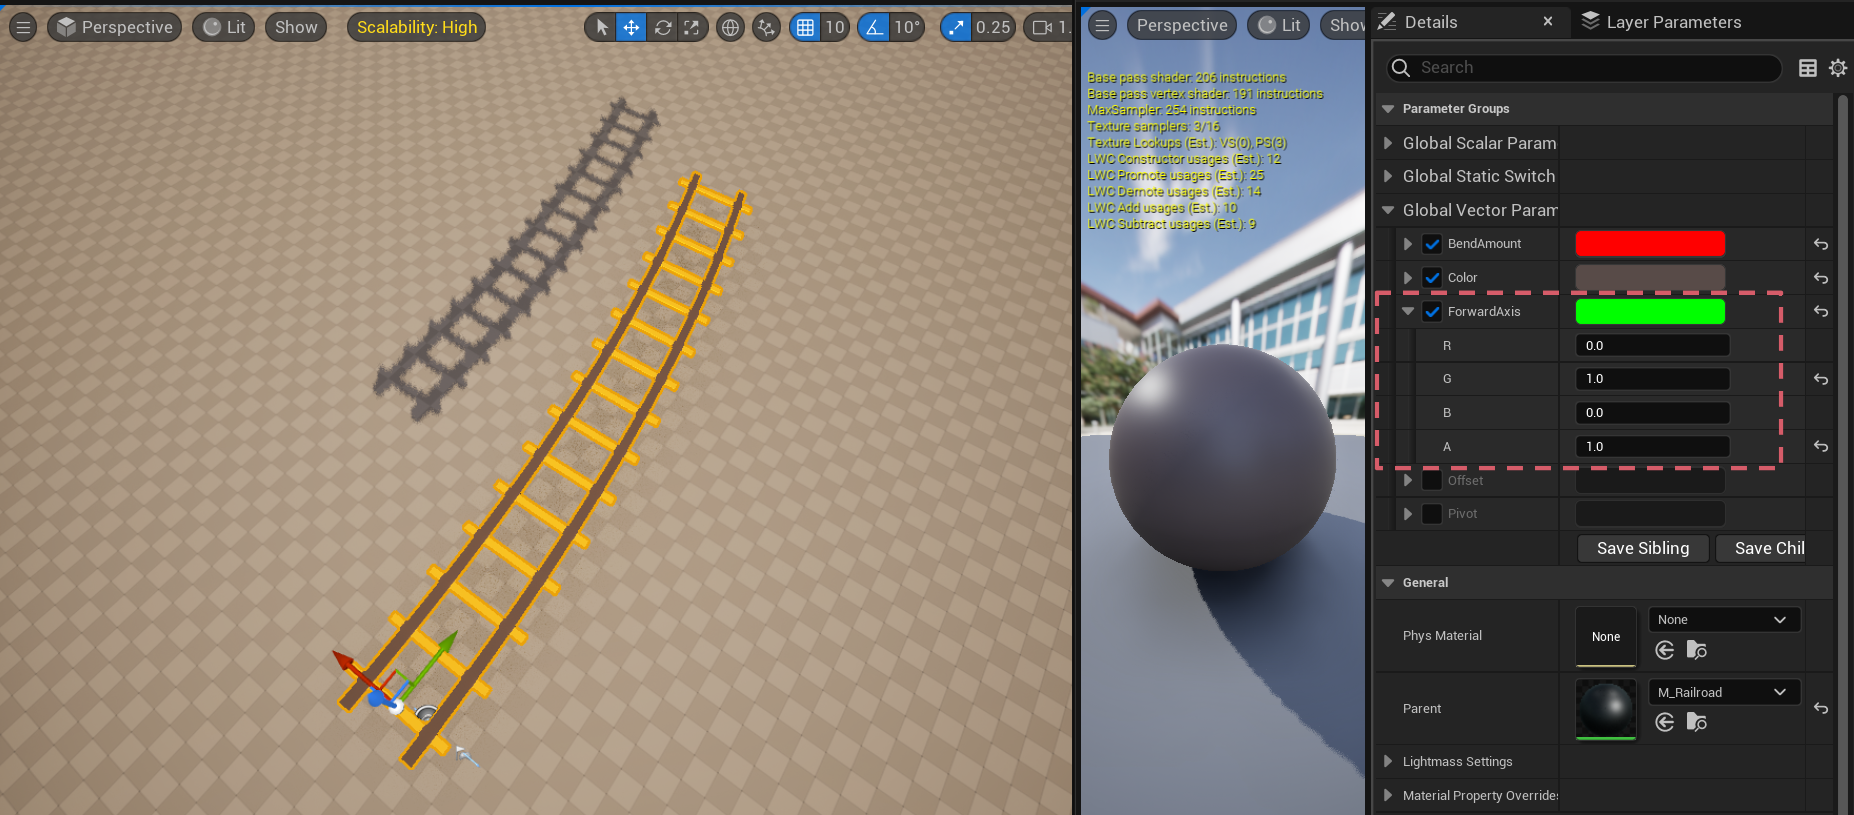 Perspective
Lit
Show
Scalability: High
10
10°
0.25
1.
Perspective
Lit
Show
Base pass shader: 206 instructions
Base pass vertex shader: 191 instructions
MaxSampler: 254 instructions
Texture samplers: 3/16
Texture Lookups (Est.): VS(0), PS(3)
LWC Constructor usages (Est.): 12
LWC Promote usages (Est.): 25
LWC Demote usages (Est.): 14
LWC Add usages (Est.): 10
LWC Subtract usages (Est.): 9
Details
Layer Parameters
Search
Parameter Groups
Global Scalar Param
Global Static Switch
Global Vector Param
BendAmount
Color
ForwardAxis
R 0.0
G 1.0
B 0.0
A 1.0
Offset
Pivot
Save Sibling
Save Chil
General
Phys Material
None
None
Parent
M_Railroad
Lightmass Settings
Material Property Overrides